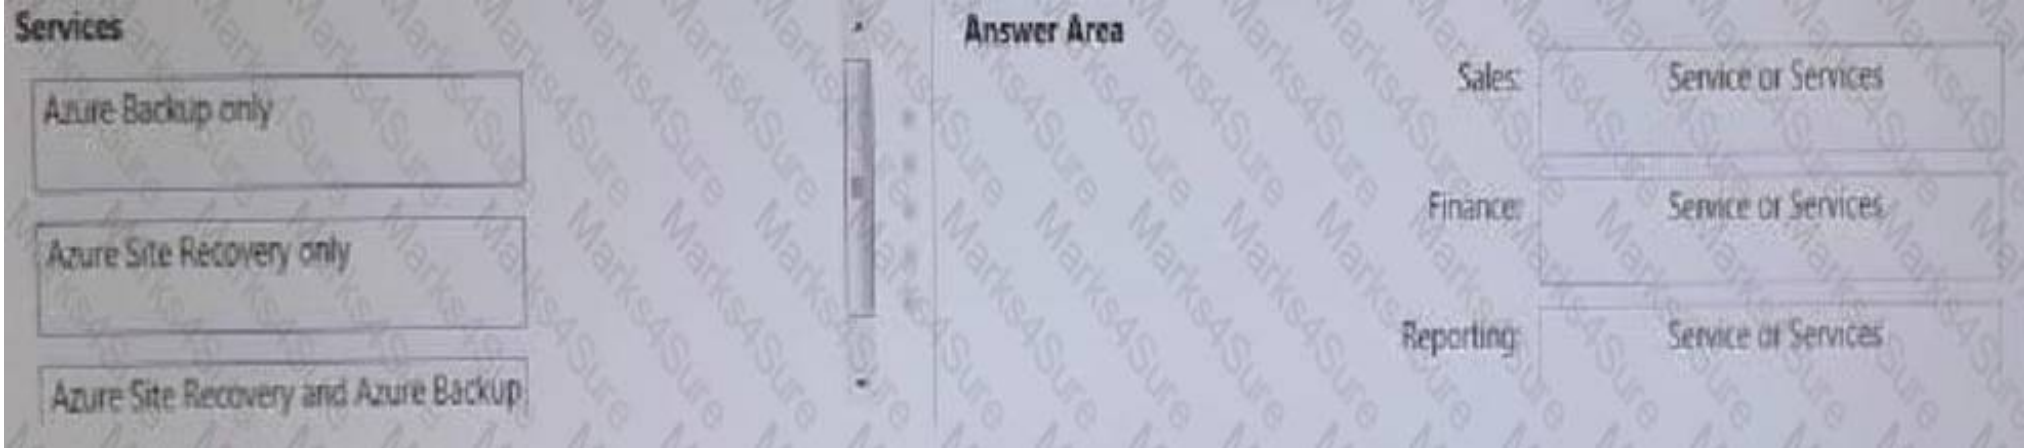 Services
Azure Backup only
Azure Site Recovery only
Azure Site Recovery and Azure Backup
Answer Area
Sales: Service or Services
Finance: Service or Services
Reporting: Service or Services